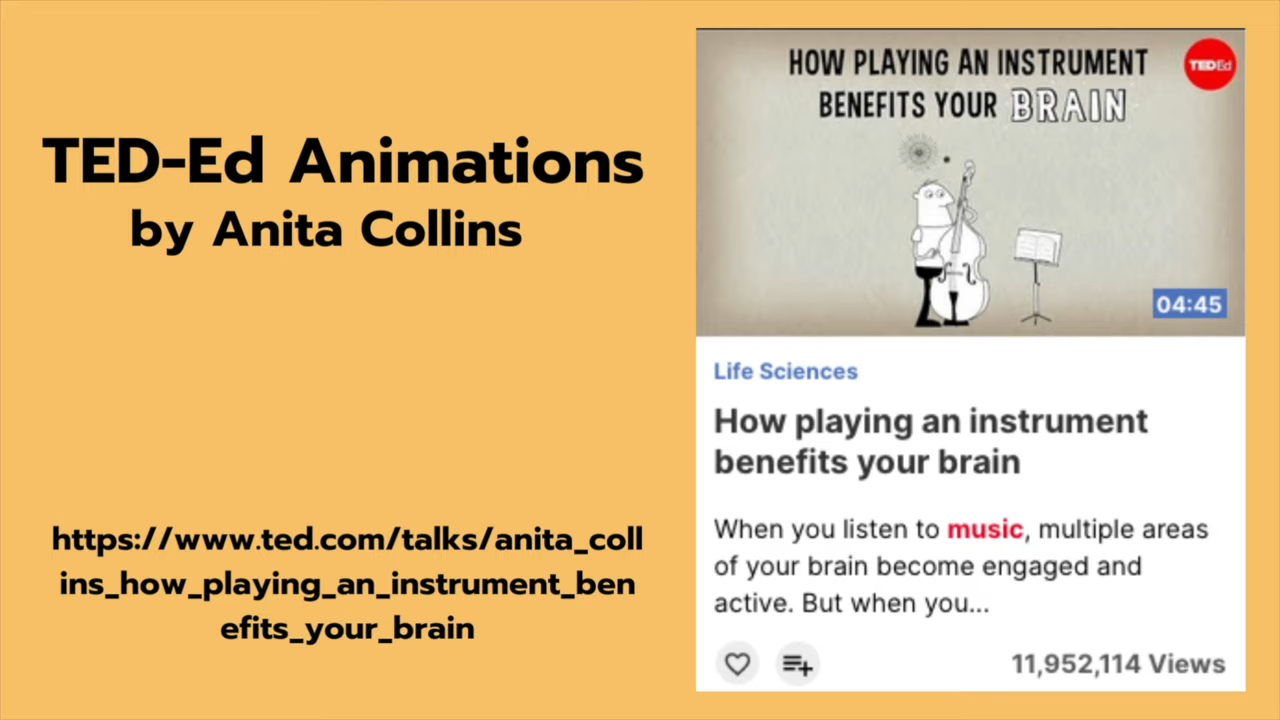 TED-Ed Animations
by Anita Collins
https://www.ted.com/talks/anita_coll
ins_how_playing_an_instrument_ben
efits_your_brain
HOW PLAYING AN INSTRUMENT
BENEFITS YOUR BRAIN
TEDEd
04:45
Life Sciences
How playing an instrument
benefits your brain
When you listen to music, multiple areas
of your brain become engaged and
active. But when you...
11,952,114 Views